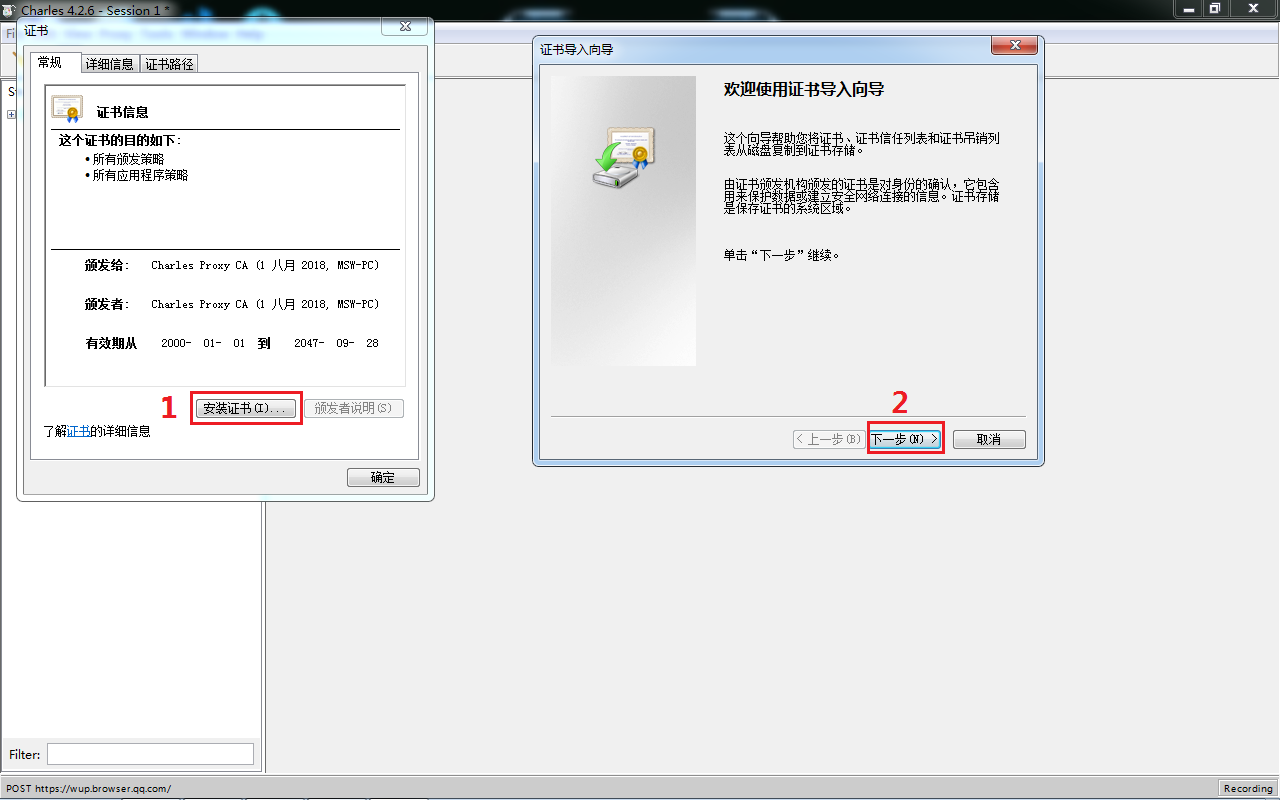 Charles 4.2.6 - Session 1 *
证书
常规
详细信息
证书路径
证书信息
这个证书的目的如下:
• 所有颁发策略
• 所有应用程序策略
颁发给: Charles Proxy CA (1 八月 2018, MSW-PC)
颁发者: Charles Proxy CA (1 八月 2018, MSW-PC)
有效期从 2000- 01- 01 到 2047- 09- 28
1
安装证书(I)...
颁发者说明(S)
了解证书的详细信息
确定
证书导入向导
欢迎使用证书导入向导
这个向导帮助您将证书、证书信任列表和证书吊销列
表从磁盘复制到证书存储。
由证书颁发机构颁发的证书是对身份的确认，它包含
用来保护数据或建立安全网络连接的信息。证书存储
是保存证书的系统区域。
单击“下一步”继续。
2
< 上一步(B)
下一步(N) >
取消
Filter:
POST https://wup.browser.qq.com/
Recording